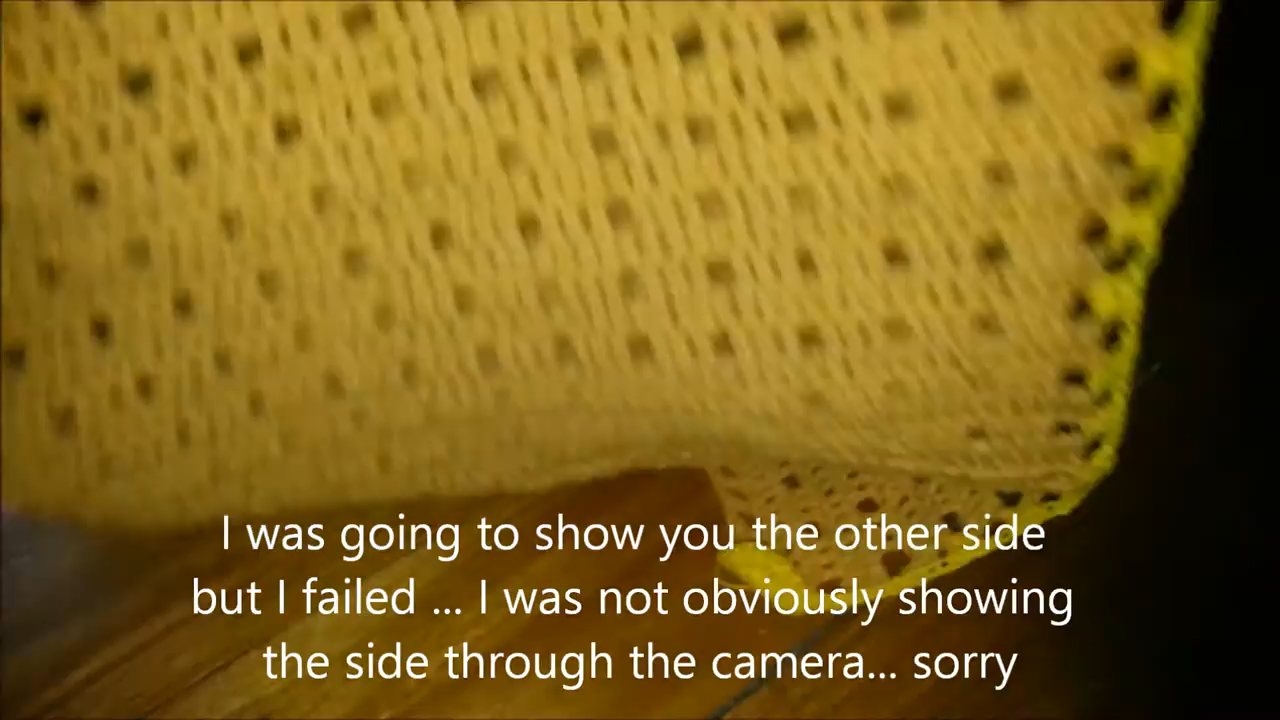 I was going to show you the other side
but I failed ... I was not obviously showing
the side through the camera... sorry